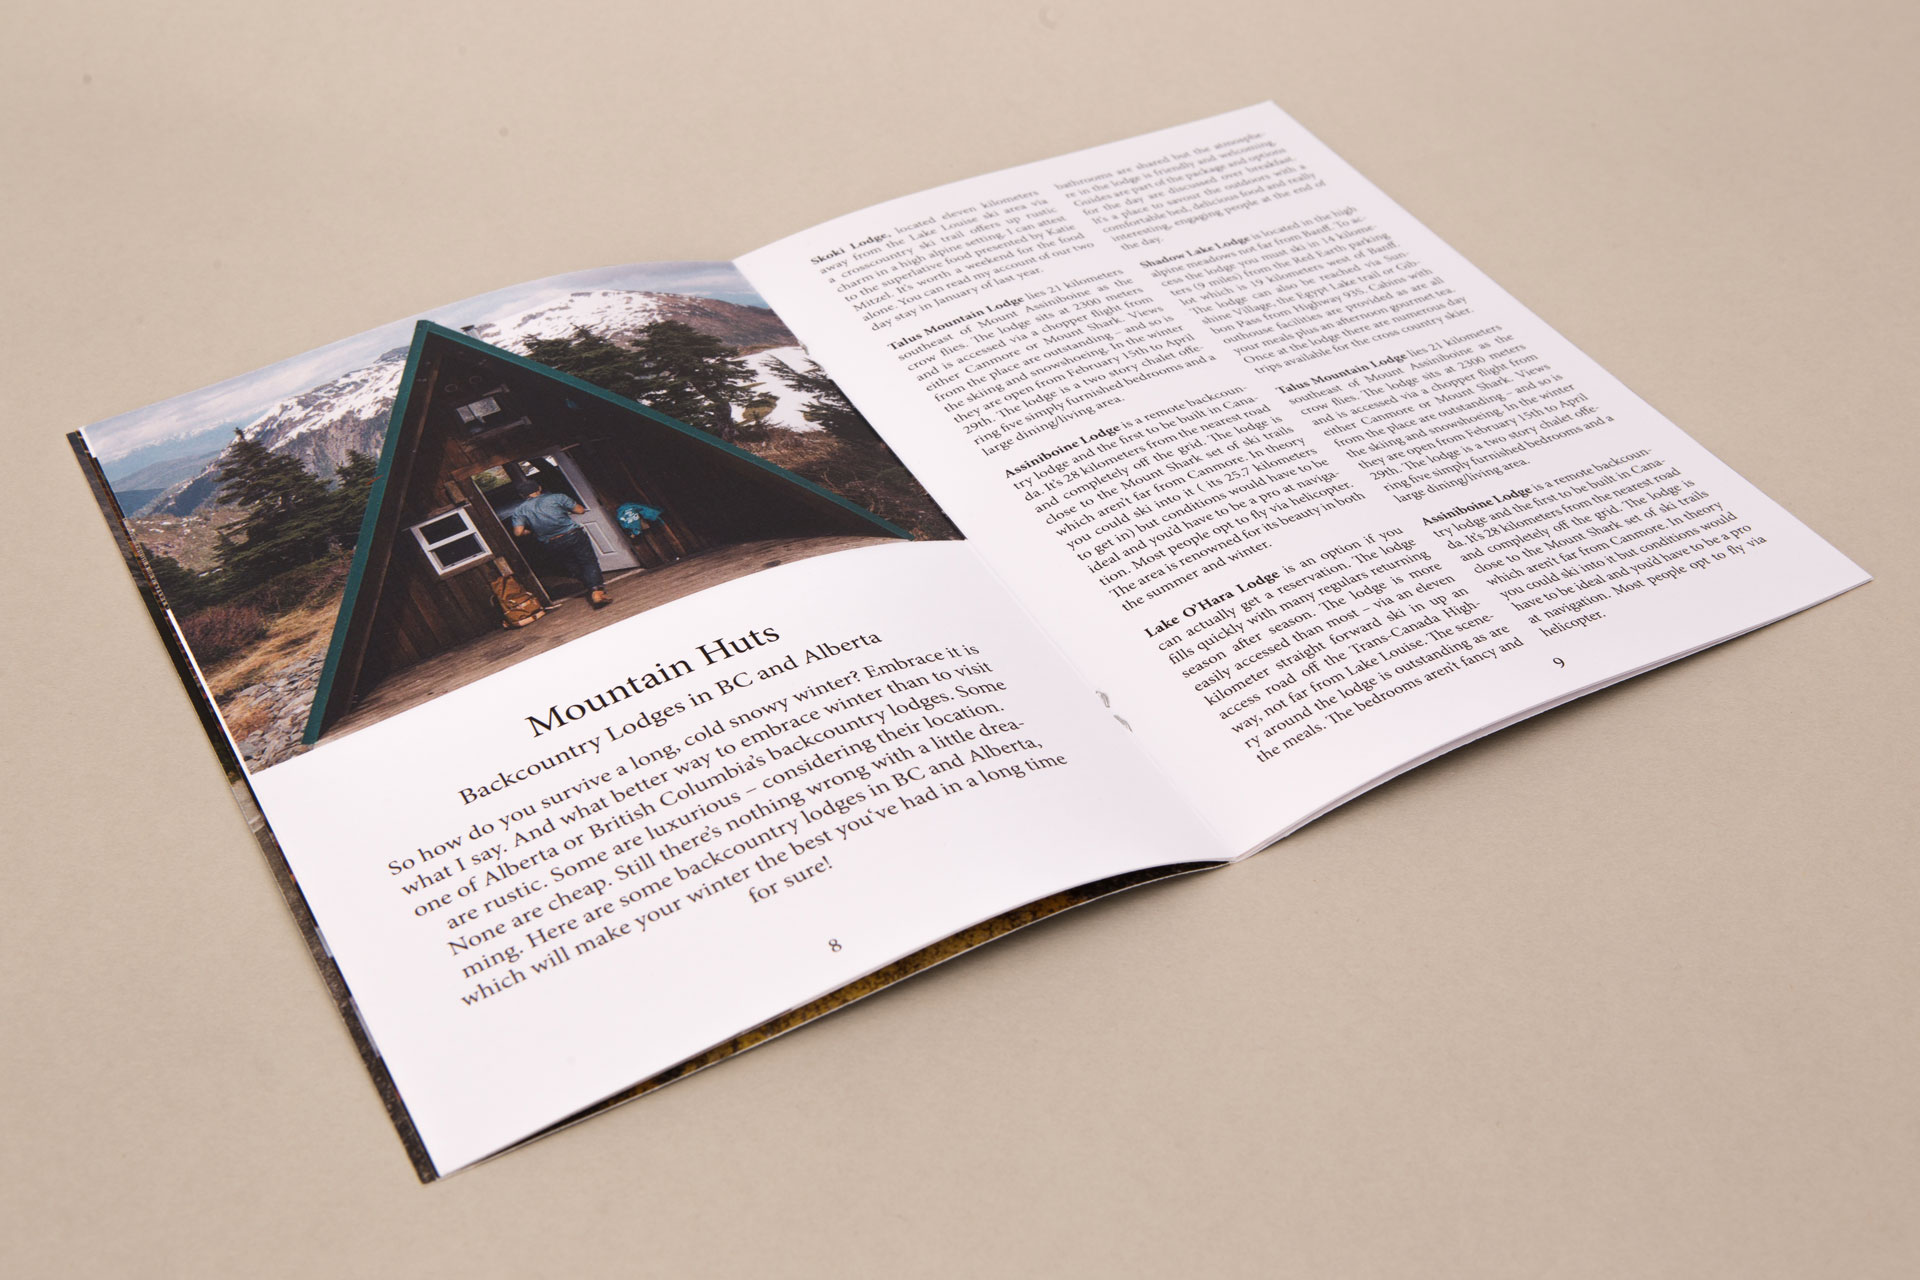 Mountain Huts
Backcountry Lodges in BC and Alberta
So how do you survive a long, cold snowy winter? Embrace it is
what I say. And what better way to embrace winter than to visit
one of Alberta or British Columbia's backcountry lodges. Some
are rustic. Some are luxurious – considering their location.
None are cheap. Still there's nothing wrong with a little drea-
ming. Here are some backcountry lodges in BC and Alberta,
which will make your winter the best you've had in a long time
for sure!
8
Skoki Lodge, located eleven kilometers
away from the Lake Louise ski area via
a crosscountry ski trail offers up rustic
charm in a high alpine setting. I can attest
to the superlative food presented by Katie
Mitzel. It's worth a weekend for the food
alone. You can read my account of our two
day stay in January of last year.
Talus Mountain Lodge lies 21 kilometers
southeast of Mount Assiniboine as the
crow flies. The lodge sits at 2300 meters
and is accessed via a chopper flight from
either Canmore or Mount Shark. Views
from the place are outstanding – and so is
the skiing and snowshoeing. In the winter
they are open from February 15th to April
29th. The lodge is a two story chalet offe-
ring five simply furnished bedrooms and a
large dining/living area.
Assiniboine Lodge is a remote backcoun-
try lodge and the first to be built in Cana-
da. It's 28 kilometers from the nearest road
and completely off the grid. The lodge is
close to the Mount Shark set of ski trails
which aren't far from Canmore. In theory
you could ski into it ( its 25,7 kilometers
to get in) but conditions would have to be
ideal and you'd have to be a pro at naviga-
tion. Most people opt to fly via helicopter.
The area is renowned for its beauty in both
the summer and winter.
Lake O'Hara Lodge is an option if you
can actually get a reservation. The lodge
fills quickly with many regulars returning
season after season. The lodge is more
easily accessed than most – via an eleven
kilometer straight forward ski in up an
access road off the Trans-Canada High-
way, not far from Lake Louise. The scene-
ry around the lodge is outstanding as are
the meals. The bedrooms aren't fancy and
bathrooms are shared but the atmosphe-
re in the lodge is friendly and welcoming.
Guides are part of the package and options
for the day are discussed over breakfast.
It's a place to savour the outdoors with a
comfortable bed, delicious food and really
interesting, engaging people at the end of
the day.
Shadow Lake Lodge is located in the high
alpine meadows not far from Banff. To ac-
cess the lodge you must ski in 14 kilome-
ters (9 miles) from the Red Earth parking
lot which is 19 kilometers west of Banff.
The lodge can also be reached via Sun-
shine Village, the Egypt Lake trail or Gib-
bon Pass from Highway 93S. Cabins with
outhouse facilities are provided as are all
your meals plus an afternoon gourmet tea.
Once at the lodge there are numerous day
trips available for the cross country skier.
Talus Mountain Lodge lies 21 kilometers
southeast of Mount Assiniboine as the
crow flies. The lodge sits at 2300 meters
and is accessed via a chopper flight from
either Canmore or Mount Shark. Views
from the place are outstanding – and so is
the skiing and snowshoeing. In the winter
they are open from February 15th to April
29th. The lodge is a two story chalet offe-
ring five simply furnished bedrooms and a
large dining/living area.
Assiniboine Lodge is a remote backcoun-
try lodge and the first to be built in Cana-
da. It's 28 kilometers from the nearest road
and completely off the grid. The lodge is
close to the Mount Shark set of ski trails
which aren't far from Canmore. In theory
you could ski into it but conditions would
have to be ideal and you'd have to be a pro
at navigation. Most people opt to fly via
helicopter.
9